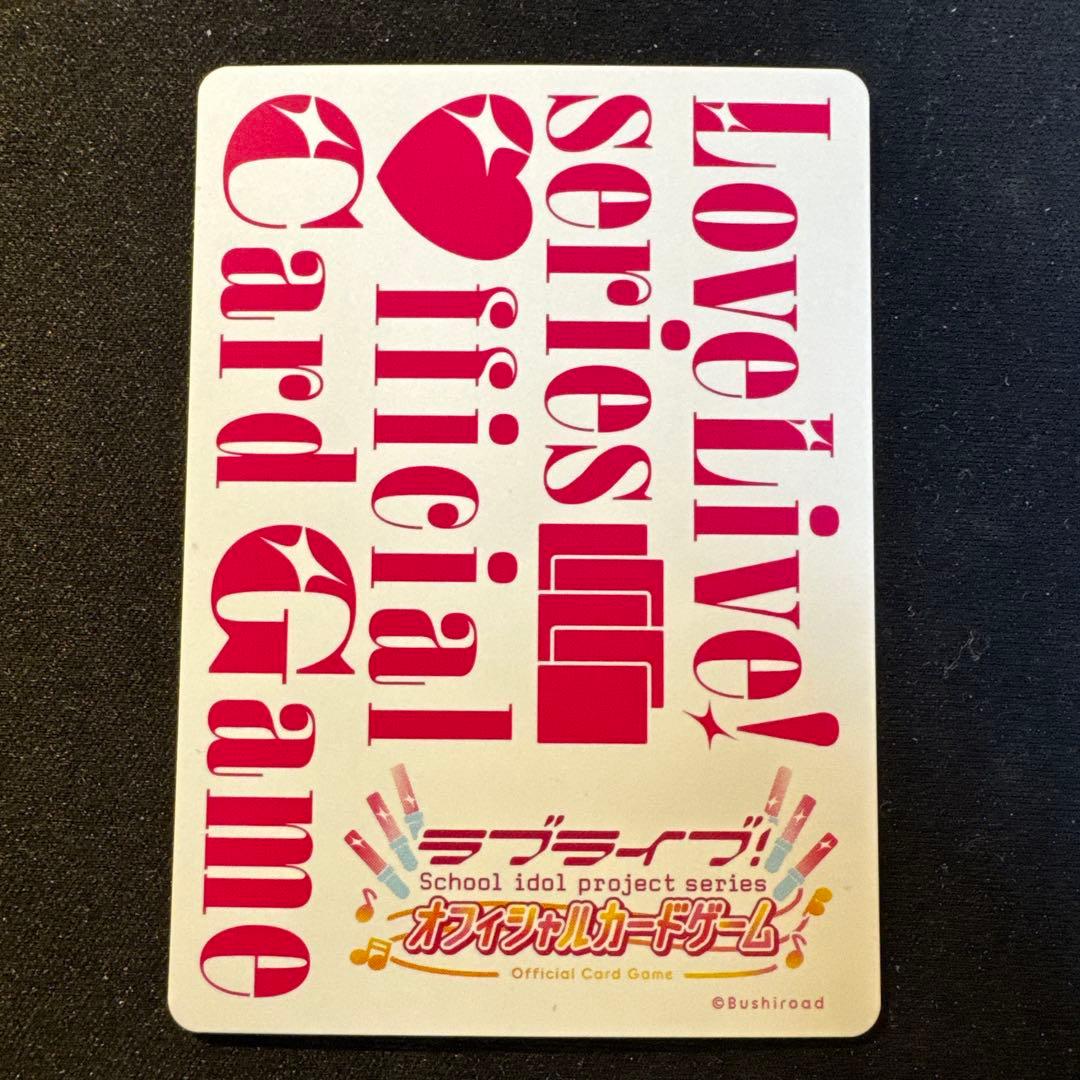 LoveLive!
series
♥fficial
Card Game
ラブライブ!
School idol project series
オフィシャルカードゲーム
Official Card Game
©Bushiroad